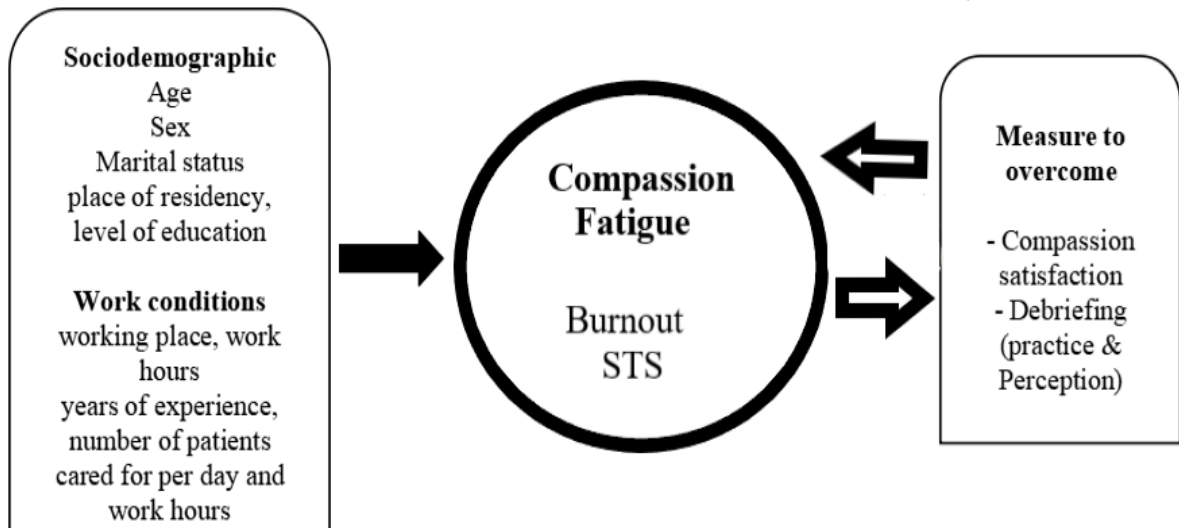 Sociodemographic
Age
Sex
Marital status
place of residency,
level of education
Work conditions
working place, work
hours
years of experience,
number of patients
cared for per day and
work hours
Compassion
Fatigue
Burnout
STS
Measure to
overcome
- Compassion
satisfaction
- Debriefing
(practice &
Perception)